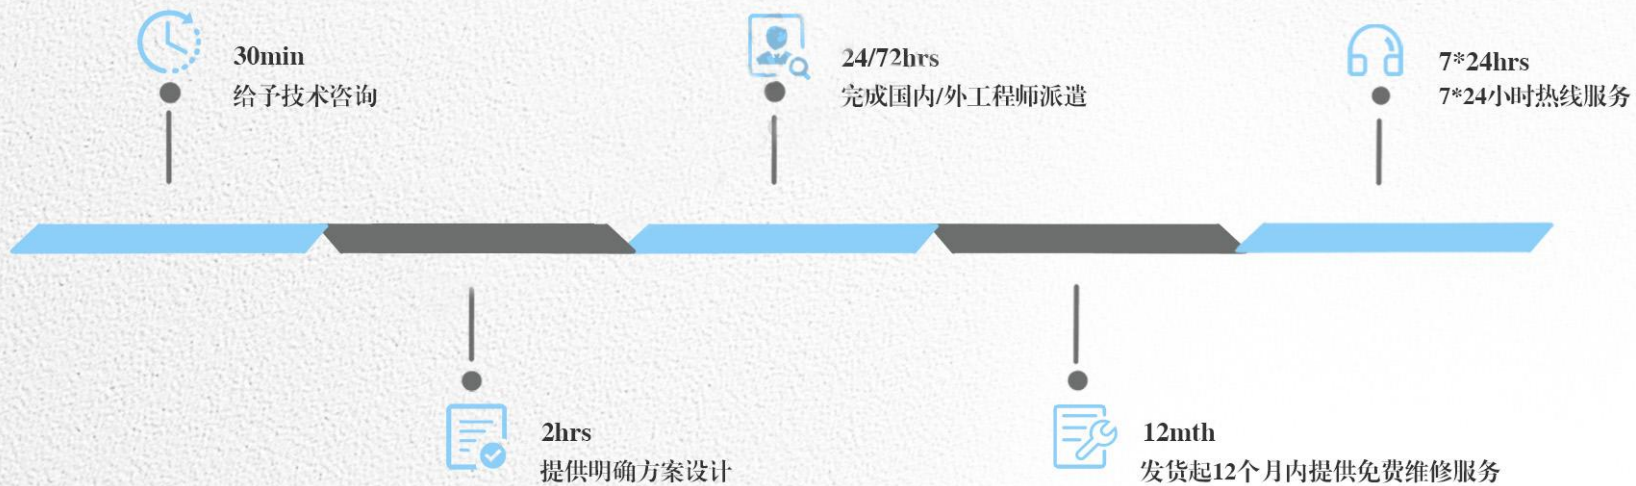 30min
给予技术咨询
2hrs
提供明确方案设计
24/72hrs
完成国内/外工程师派遣
12mth
发货起12个月内提供免费维修服务
7*24hrs
7*24小时热线服务